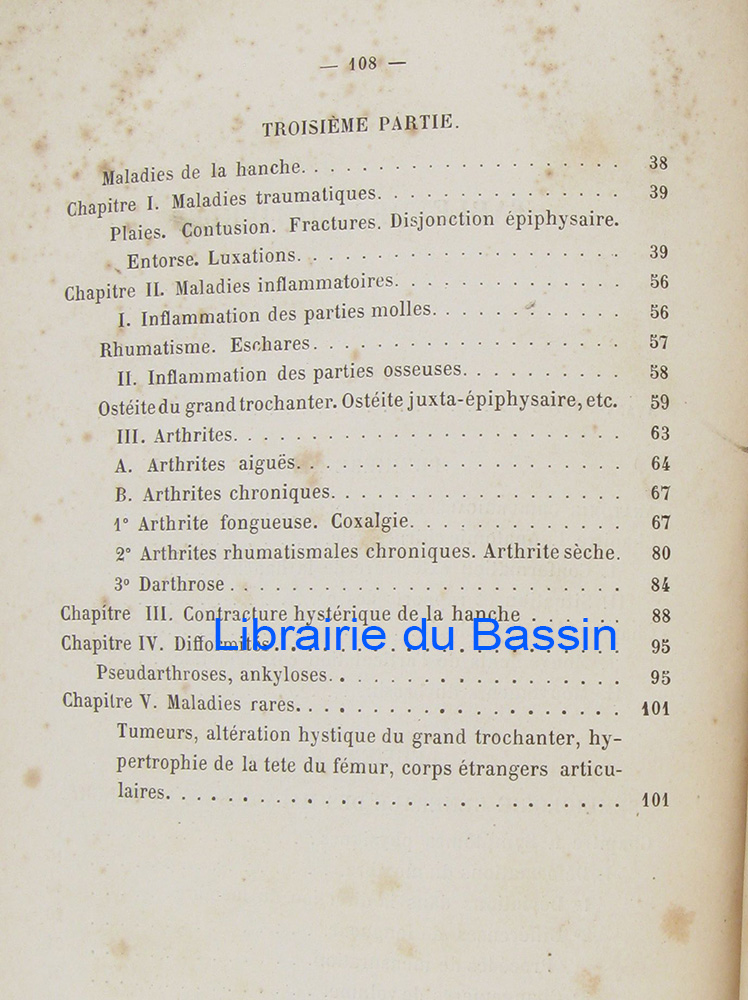 — 108 —
TROISIÈME PARTIE.
Maladies de la hanche. . . . . . . . . . . . . . . . . . . . 38
Chapitre I. Maladies traumatiques. . . . . . . . . . . . . . 39
Plaies. Contusion. Fractures. Disjonction épiphysaire.
Entorse. Luxations. . . . . . . . . . . . . . . . . . . . 39
Chapitre II. Maladies inflammatoires. . . . . . . . . . . . . 56
I. Inflammation des parties molles. . . . . . . . . . . . 56
Rhumatisme. Eschares. . . . . . . . . . . . . . . . . . . 57
II. Inflammation des parties osseuses. . . . . . . . . . 58
Ostéite du grand trochanter. Ostéite juxta-épiphysaire, etc. 59
III. Arthrites. . . . . . . . . . . . . . . . . . . . . . . 63
A. Arthrites aiguës. . . . . . . . . . . . . . . . . . . . 64
B. Arthrites chroniques. . . . . . . . . . . . . . . . . . 67
1° Arthrite fongueuse. Coxalgie. . . . . . . . . . . . . 67
2° Arthrites rhumatismales chroniques. Arthrite sèche. 80
3° Darthrose . . . . . . . . . . . . . . . . . . . . . . . 84
Chapitre III. Contracture hystérique de la hanche . . . . . 88
Librairie du Bassin
Chapitre IV. Difformités. . . . . . . . . . . . . . . . . . . 95
Pseudarthroses, ankyloses. . . . . . . . . . . . . . . . . 95
Chapitre V. Maladies rares. . . . . . . . . . . . . . . . . . 101
Tumeurs, altération hystique du grand trochanter, hy-
pertrophie de la tete du fémur, corps étrangers articu-
laires. . . . . . . . . . . . . . . . . . . . . . . . . . . 101